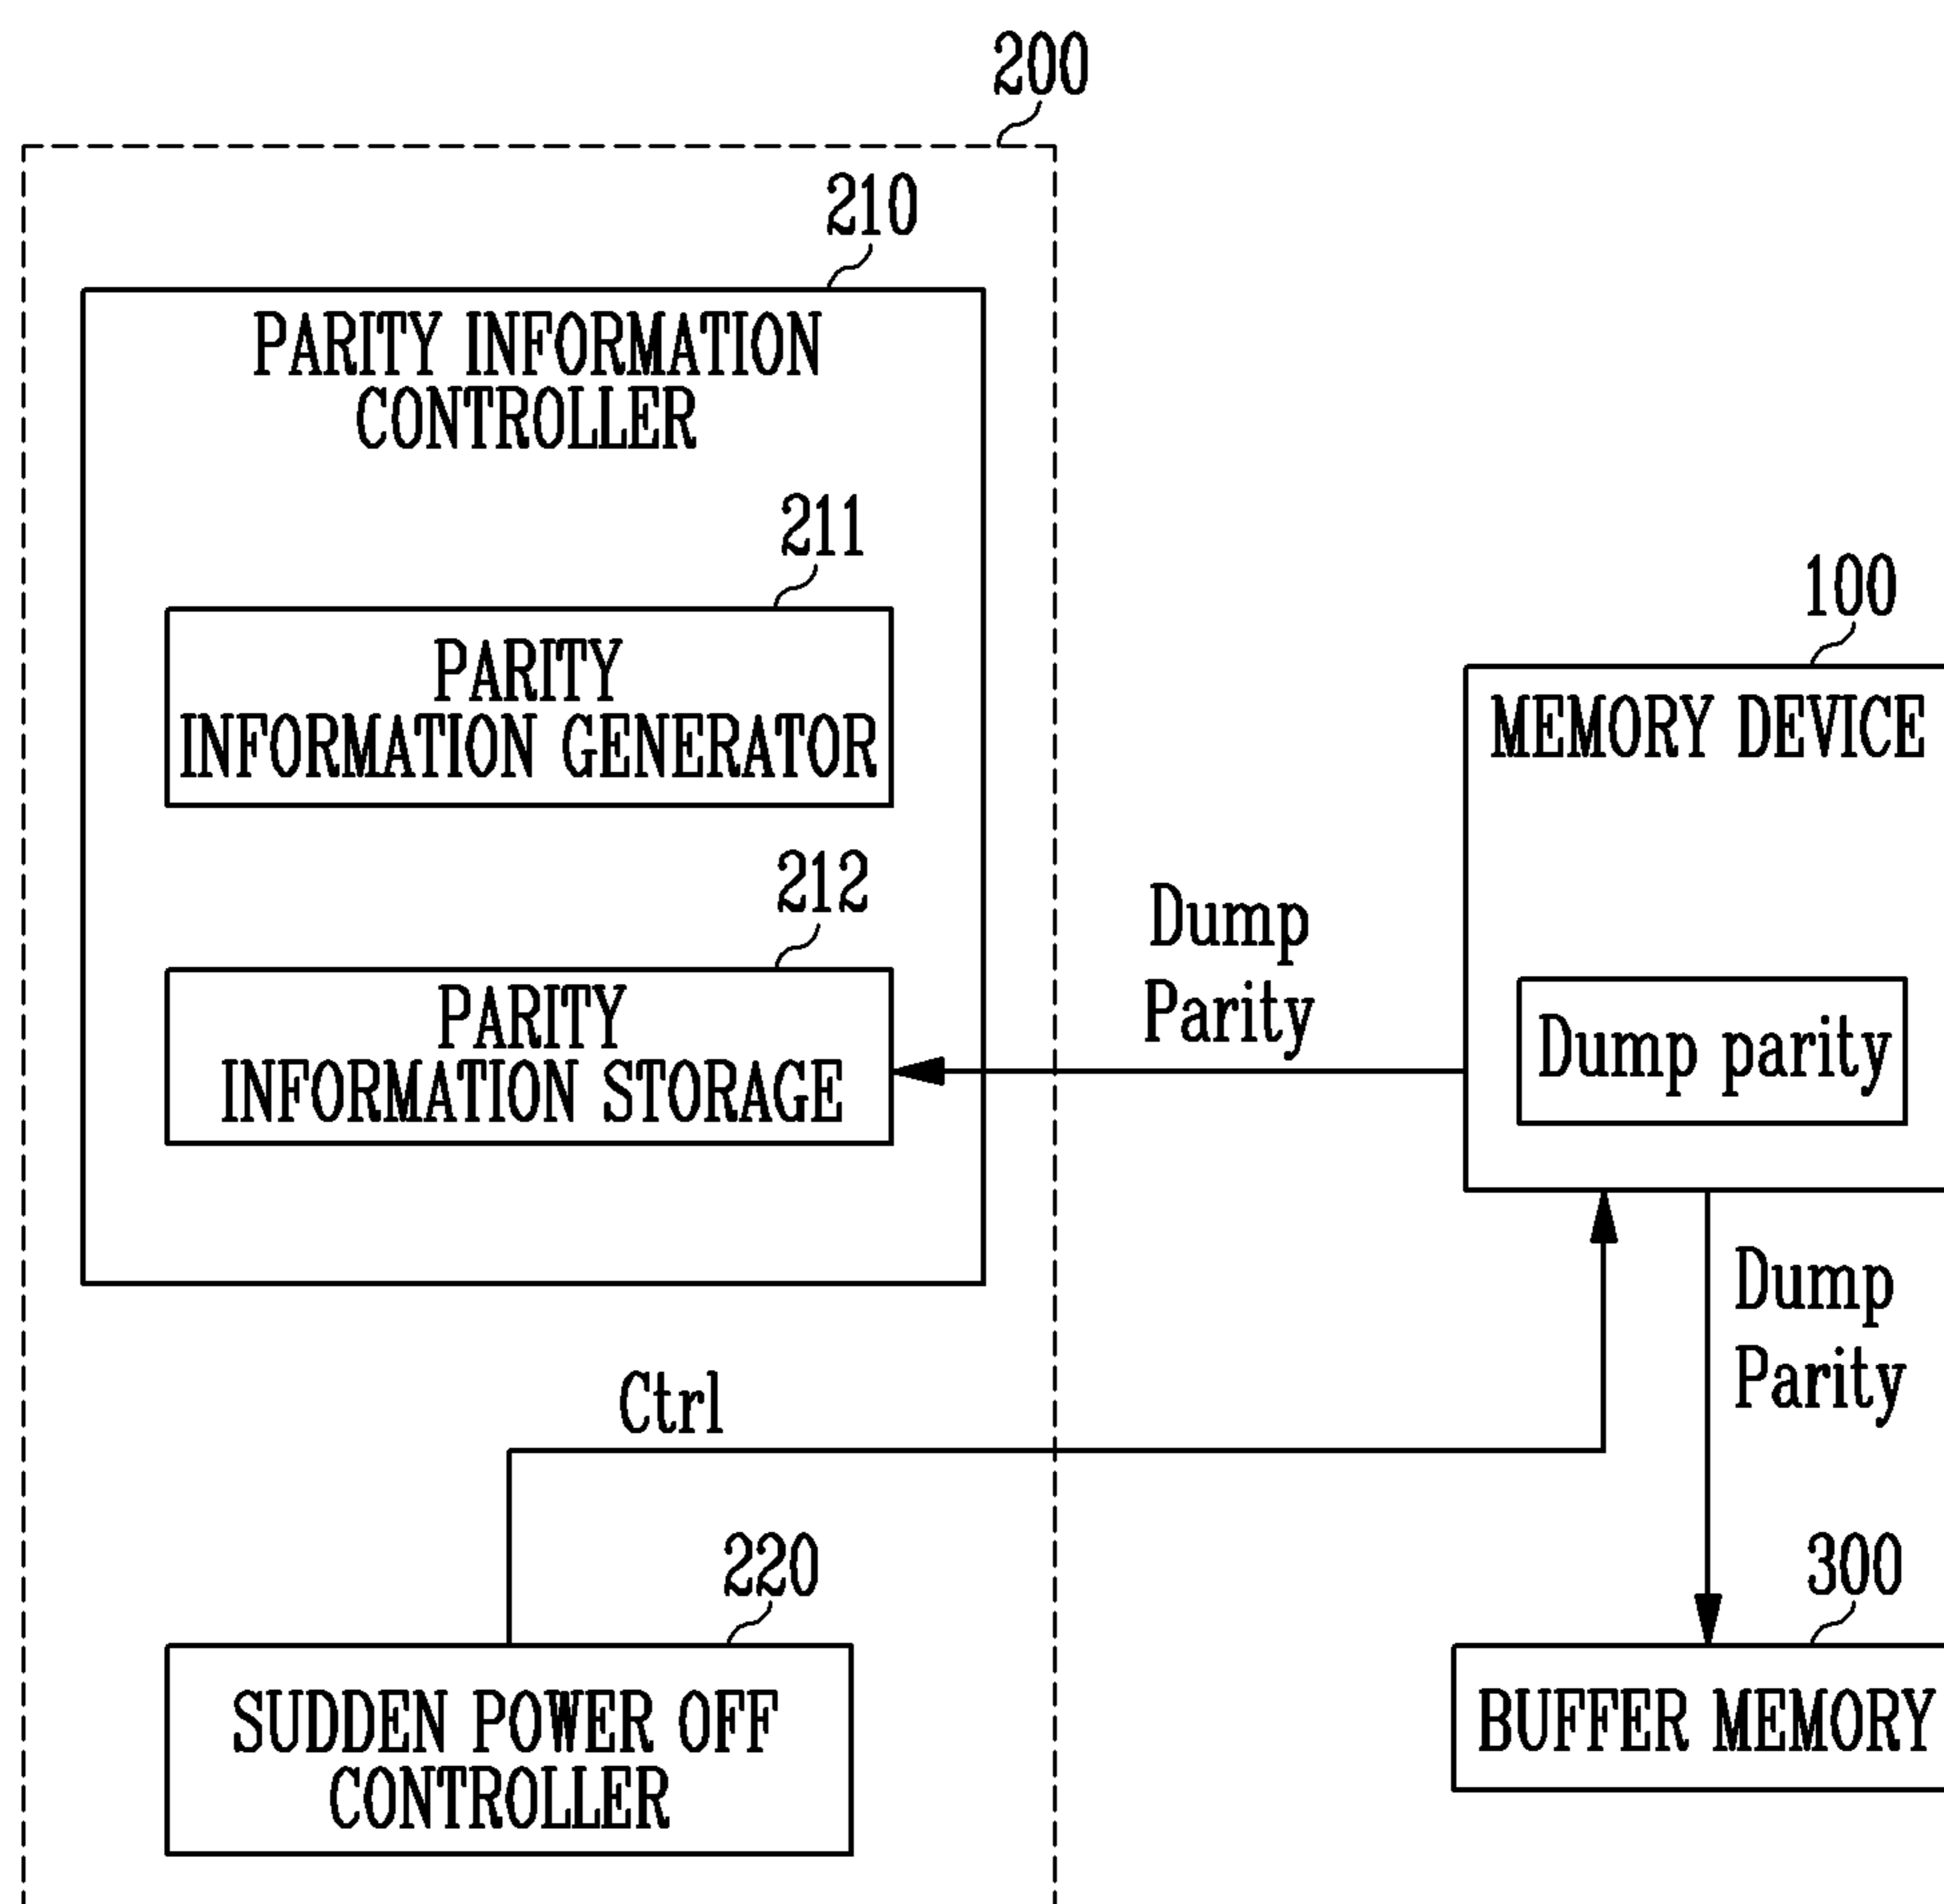 200
210
PARITY INFORMATION
CONTROLLER
211
PARITY
INFORMATION GENERATOR
212
PARITY
INFORMATION STORAGE
Dump
Parity
100
MEMORY DEVICE
Dump parity
Dump
Parity
Ctrl
220
SUDDEN POWER OFF
CONTROLLER
300
BUFFER MEMORY